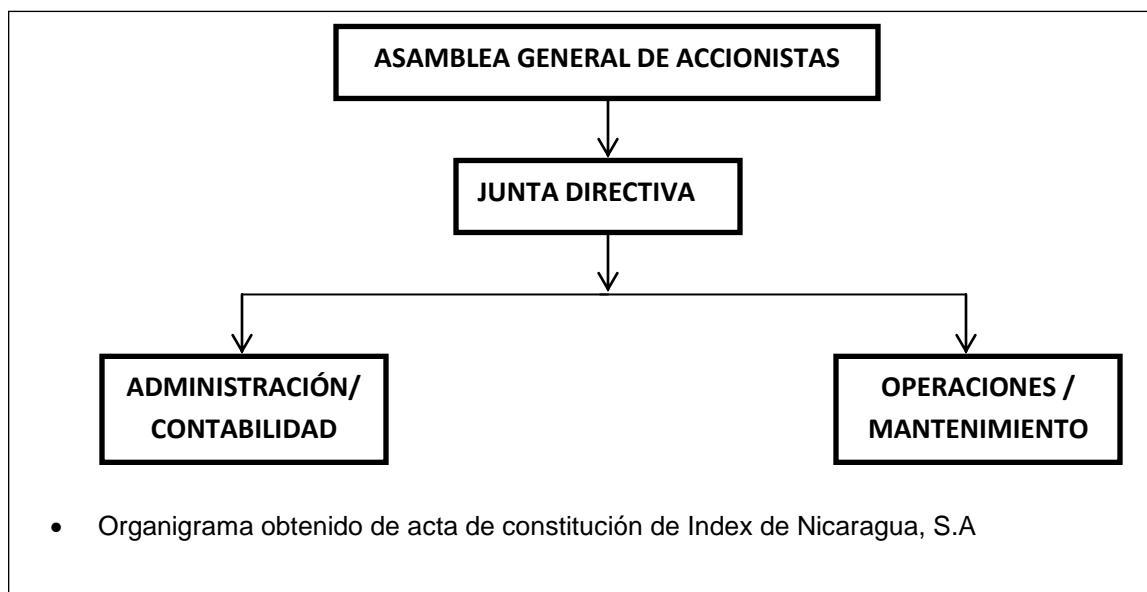 ASAMBLEA GENERAL DE ACCIONISTAS
JUNTA DIRECTIVA
ADMINISTRACIÓN/
CONTABILIDAD
OPERACIONES /
MANTENIMIENTO
• Organigrama obtenido de acta de constitución de Index de Nicaragua, S.A